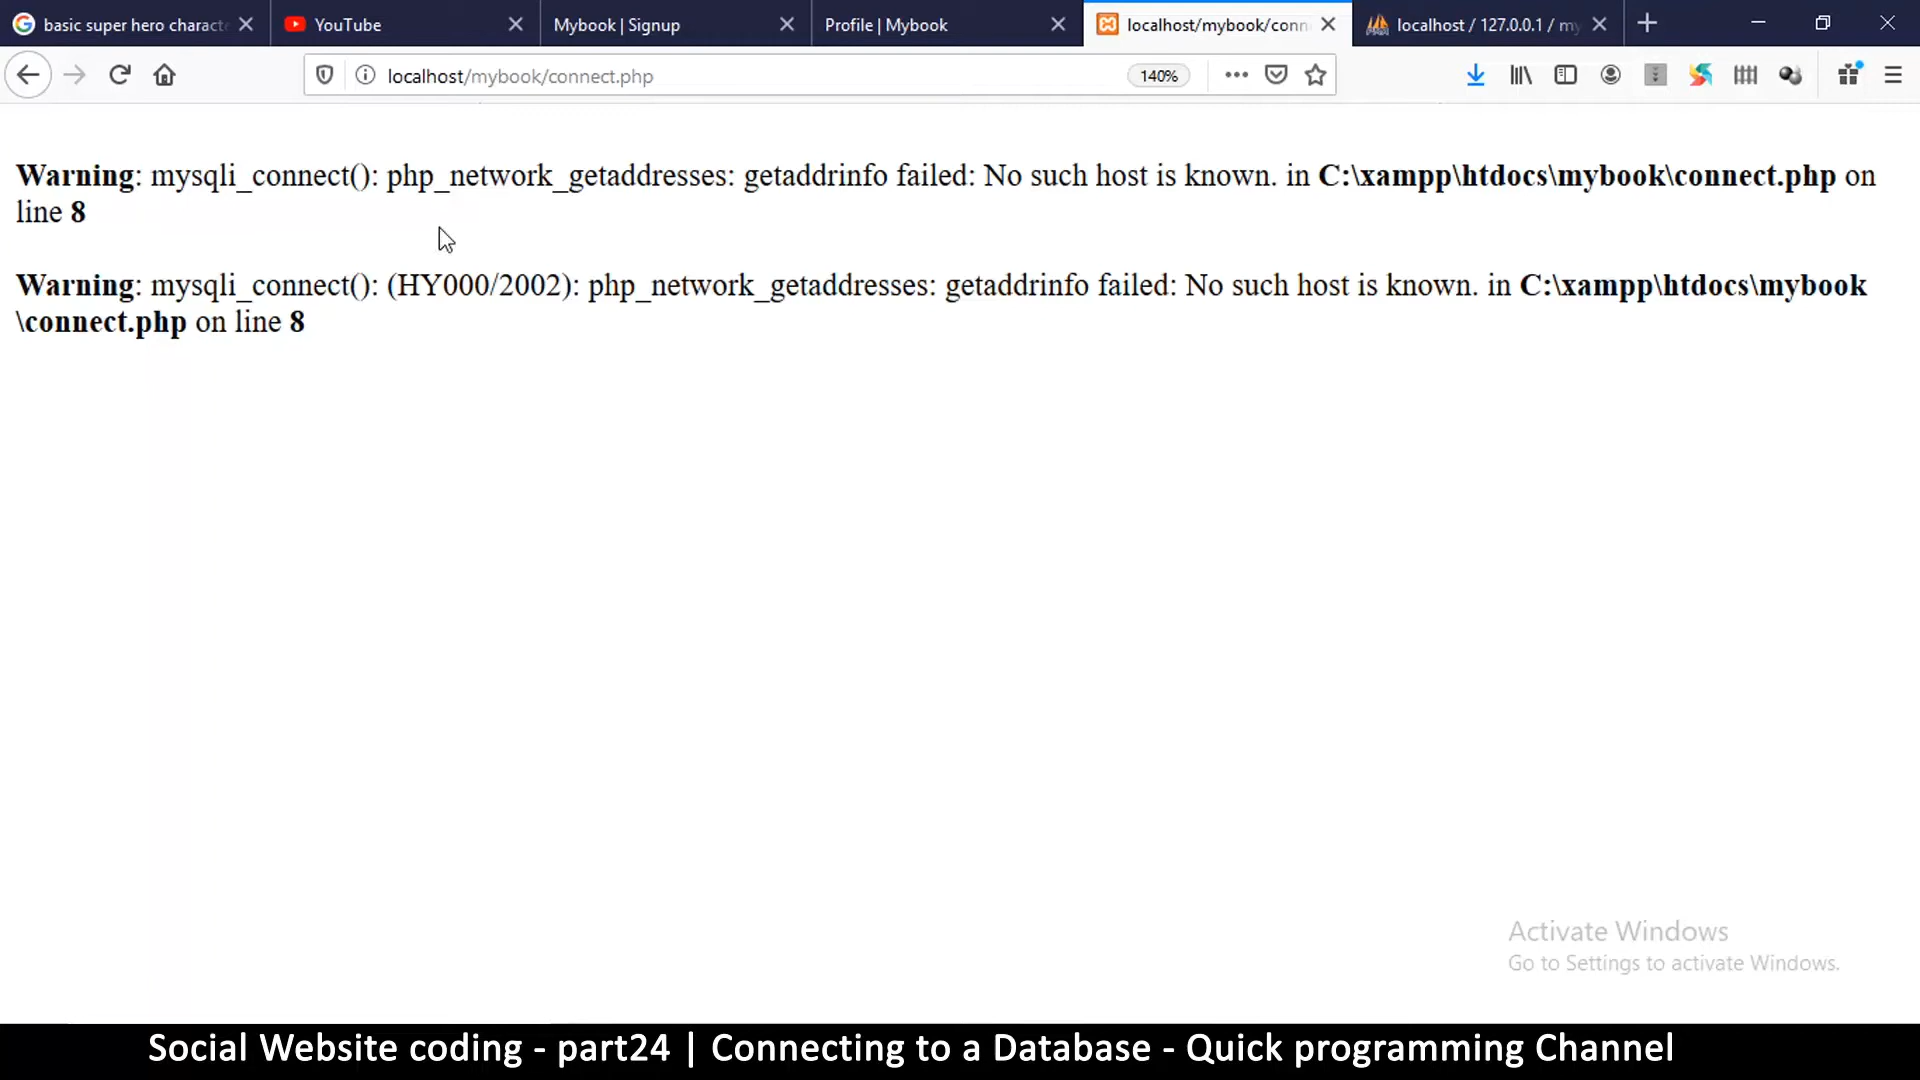 basic super hero characte
YouTube
Mybook | Signup
Profile | Mybook
localhost/mybook/conn
localhost / 127.0.0.1 / my
localhost/mybook/connect.php
140%
Warning: mysqli_connect(): php_network_getaddresses: getaddrinfo failed: No such host is known. in C:\xampp\htdocs\mybook\connect.php on
line 8
Warning: mysqli_connect(): (HY000/2002): php_network_getaddresses: getaddrinfo failed: No such host is known. in C:\xampp\htdocs\mybook
\connect.php on line 8
Activate Windows
Go to Settings to activate Windows.
Social Website coding - part24 | Connecting to a Database - Quick programming Channel